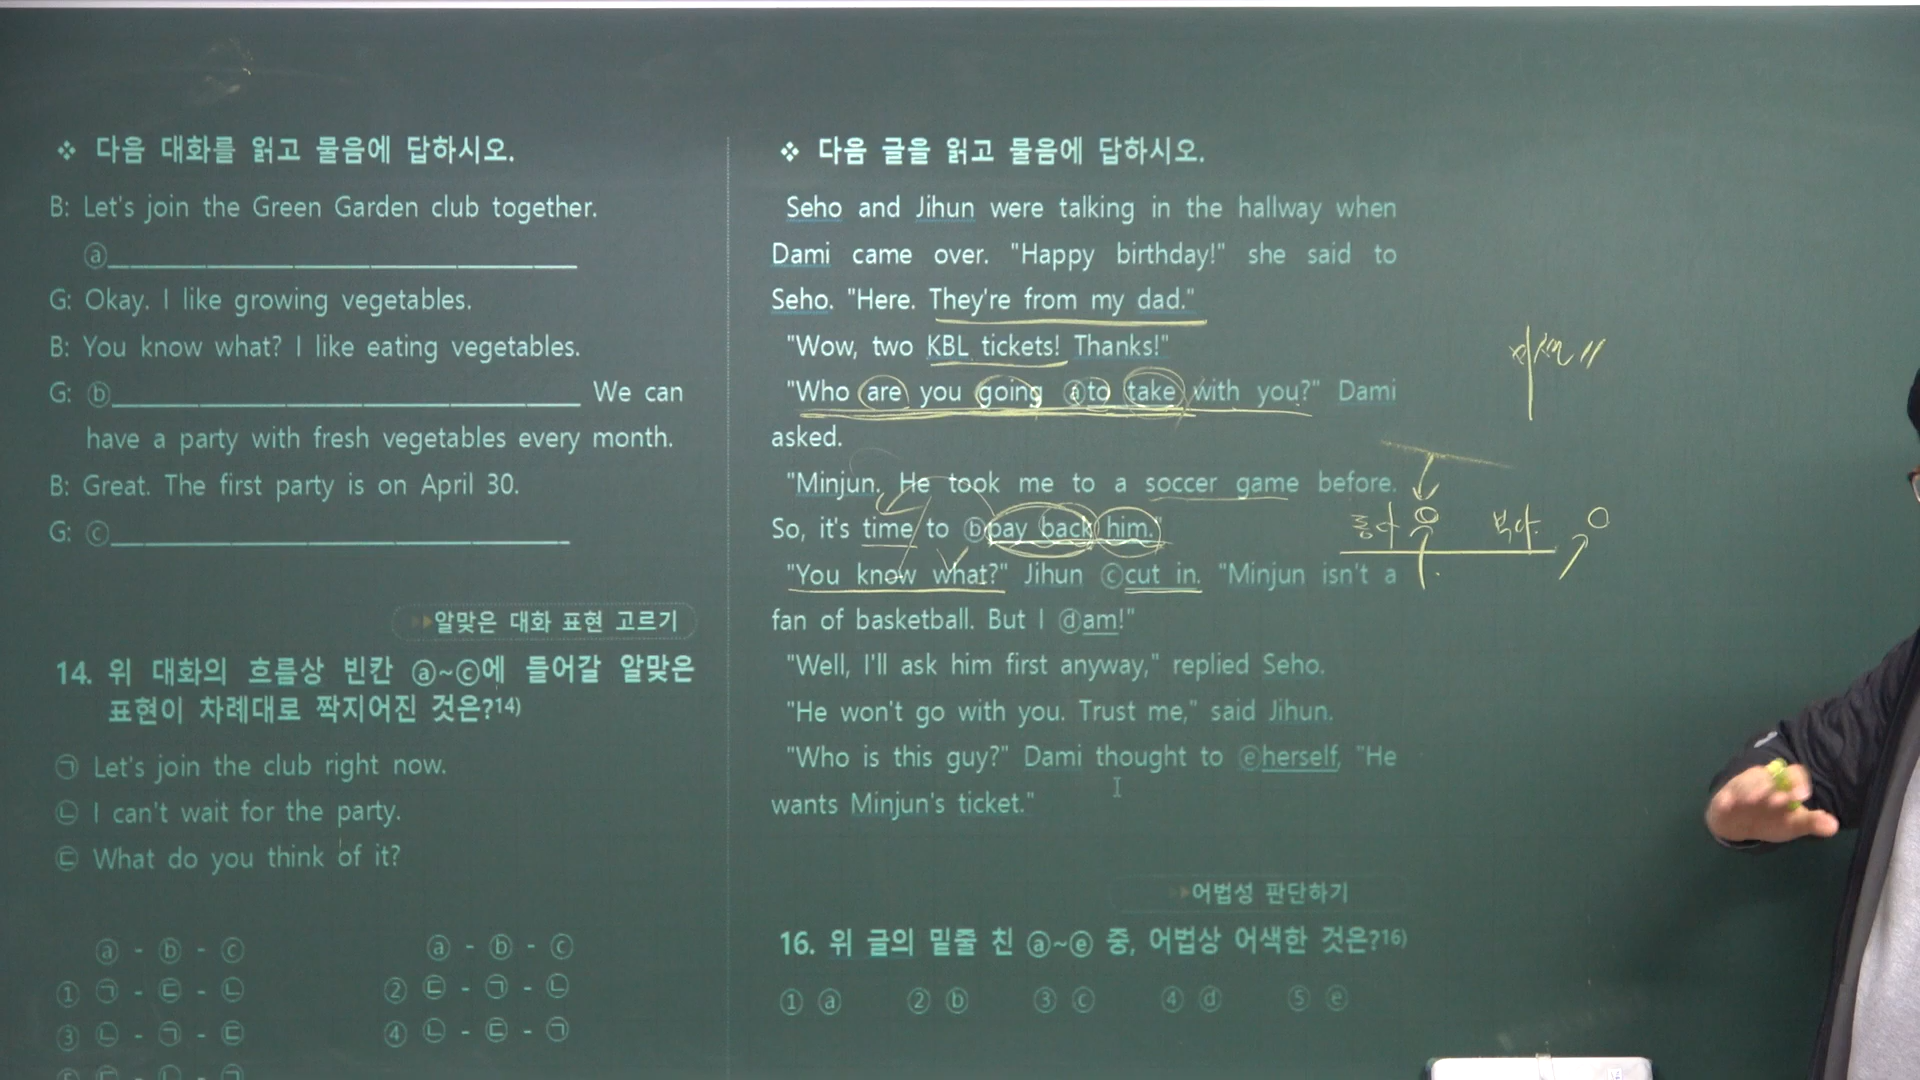 ❖ 다음 대화를 읽고 물음에 답하시오.
B: Let's join the Green Garden club together.
ⓐ
G: Okay. I like growing vegetables.
B: You know what? I like eating vegetables.
G: ⓑ We can
have a party with fresh vegetables every month.
B: Great. The first party is on April 30.
G: ⓒ
알맞은 대화 표현 고르기
14. 위 대화의 흐름상 빈칸 ⓐ~ⓒ에 들어갈 알맞은
표현이 차례대로 짝지어진 것은?14)
㉠ Let's join the club right now.
㉡ I can't wait for the party.
㉢ What do you think of it?
ⓐ - ⓑ - ⓒ ⓐ - ⓑ - ⓒ
① ㉠ - ㉢ - ㉡ ② ㉢ - ㉠ - ㉡
③ ㉡ - ㉠ - ㉢ ④ ㉡ - ㉢ - ㉠
❖ 다음 글을 읽고 물음에 답하시오.
Seho and Jihun were talking in the hallway when
Dami came over. "Happy birthday!" she said to
Seho. "Here. They're from my dad."
"Wow, two KBL tickets! Thanks!"
"Who are you going ⓐto take with you?" Dami
asked.
"Minjun. He took me to a soccer game before.
So, it's time to ⓑpay back him."
"You know what?" Jihun ⓒcut in. "Minjun isn't a
fan of basketball. But I ⓓam!"
"Well, I'll ask him first anyway," replied Seho.
"He won't go with you. Trust me," said Jihun.
"Who is this guy?" Dami thought to ⓔherself, "He
wants Minjun's ticket."
어법성 판단하기
16. 위 글의 밑줄 친 ⓐ~ⓔ 중, 어법상 어색한 것은?16)
① ⓐ ② ⓑ ③ ⓒ ④ ⓓ ⑤ ⓔ